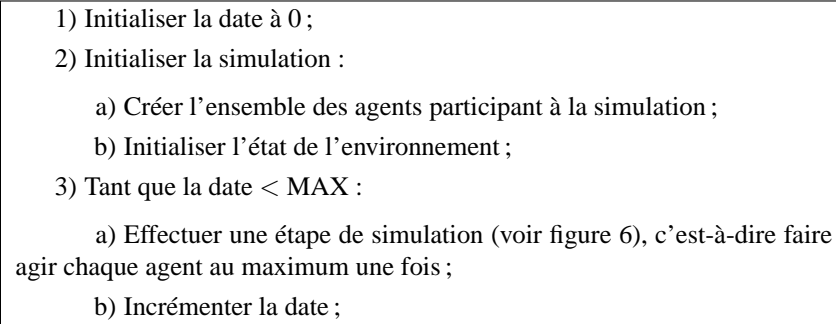 1) Initialiser la date à 0 ;
2) Initialiser la simulation :
a) Créer l'ensemble des agents participant à la simulation ;
b) Initialiser l'état de l'environnement ;
3) Tant que la date < MAX :
a) Effectuer une étape de simulation (voir figure 6), c'est-à-dire faire
agir chaque agent au maximum une fois ;
b) Incrémenter la date ;